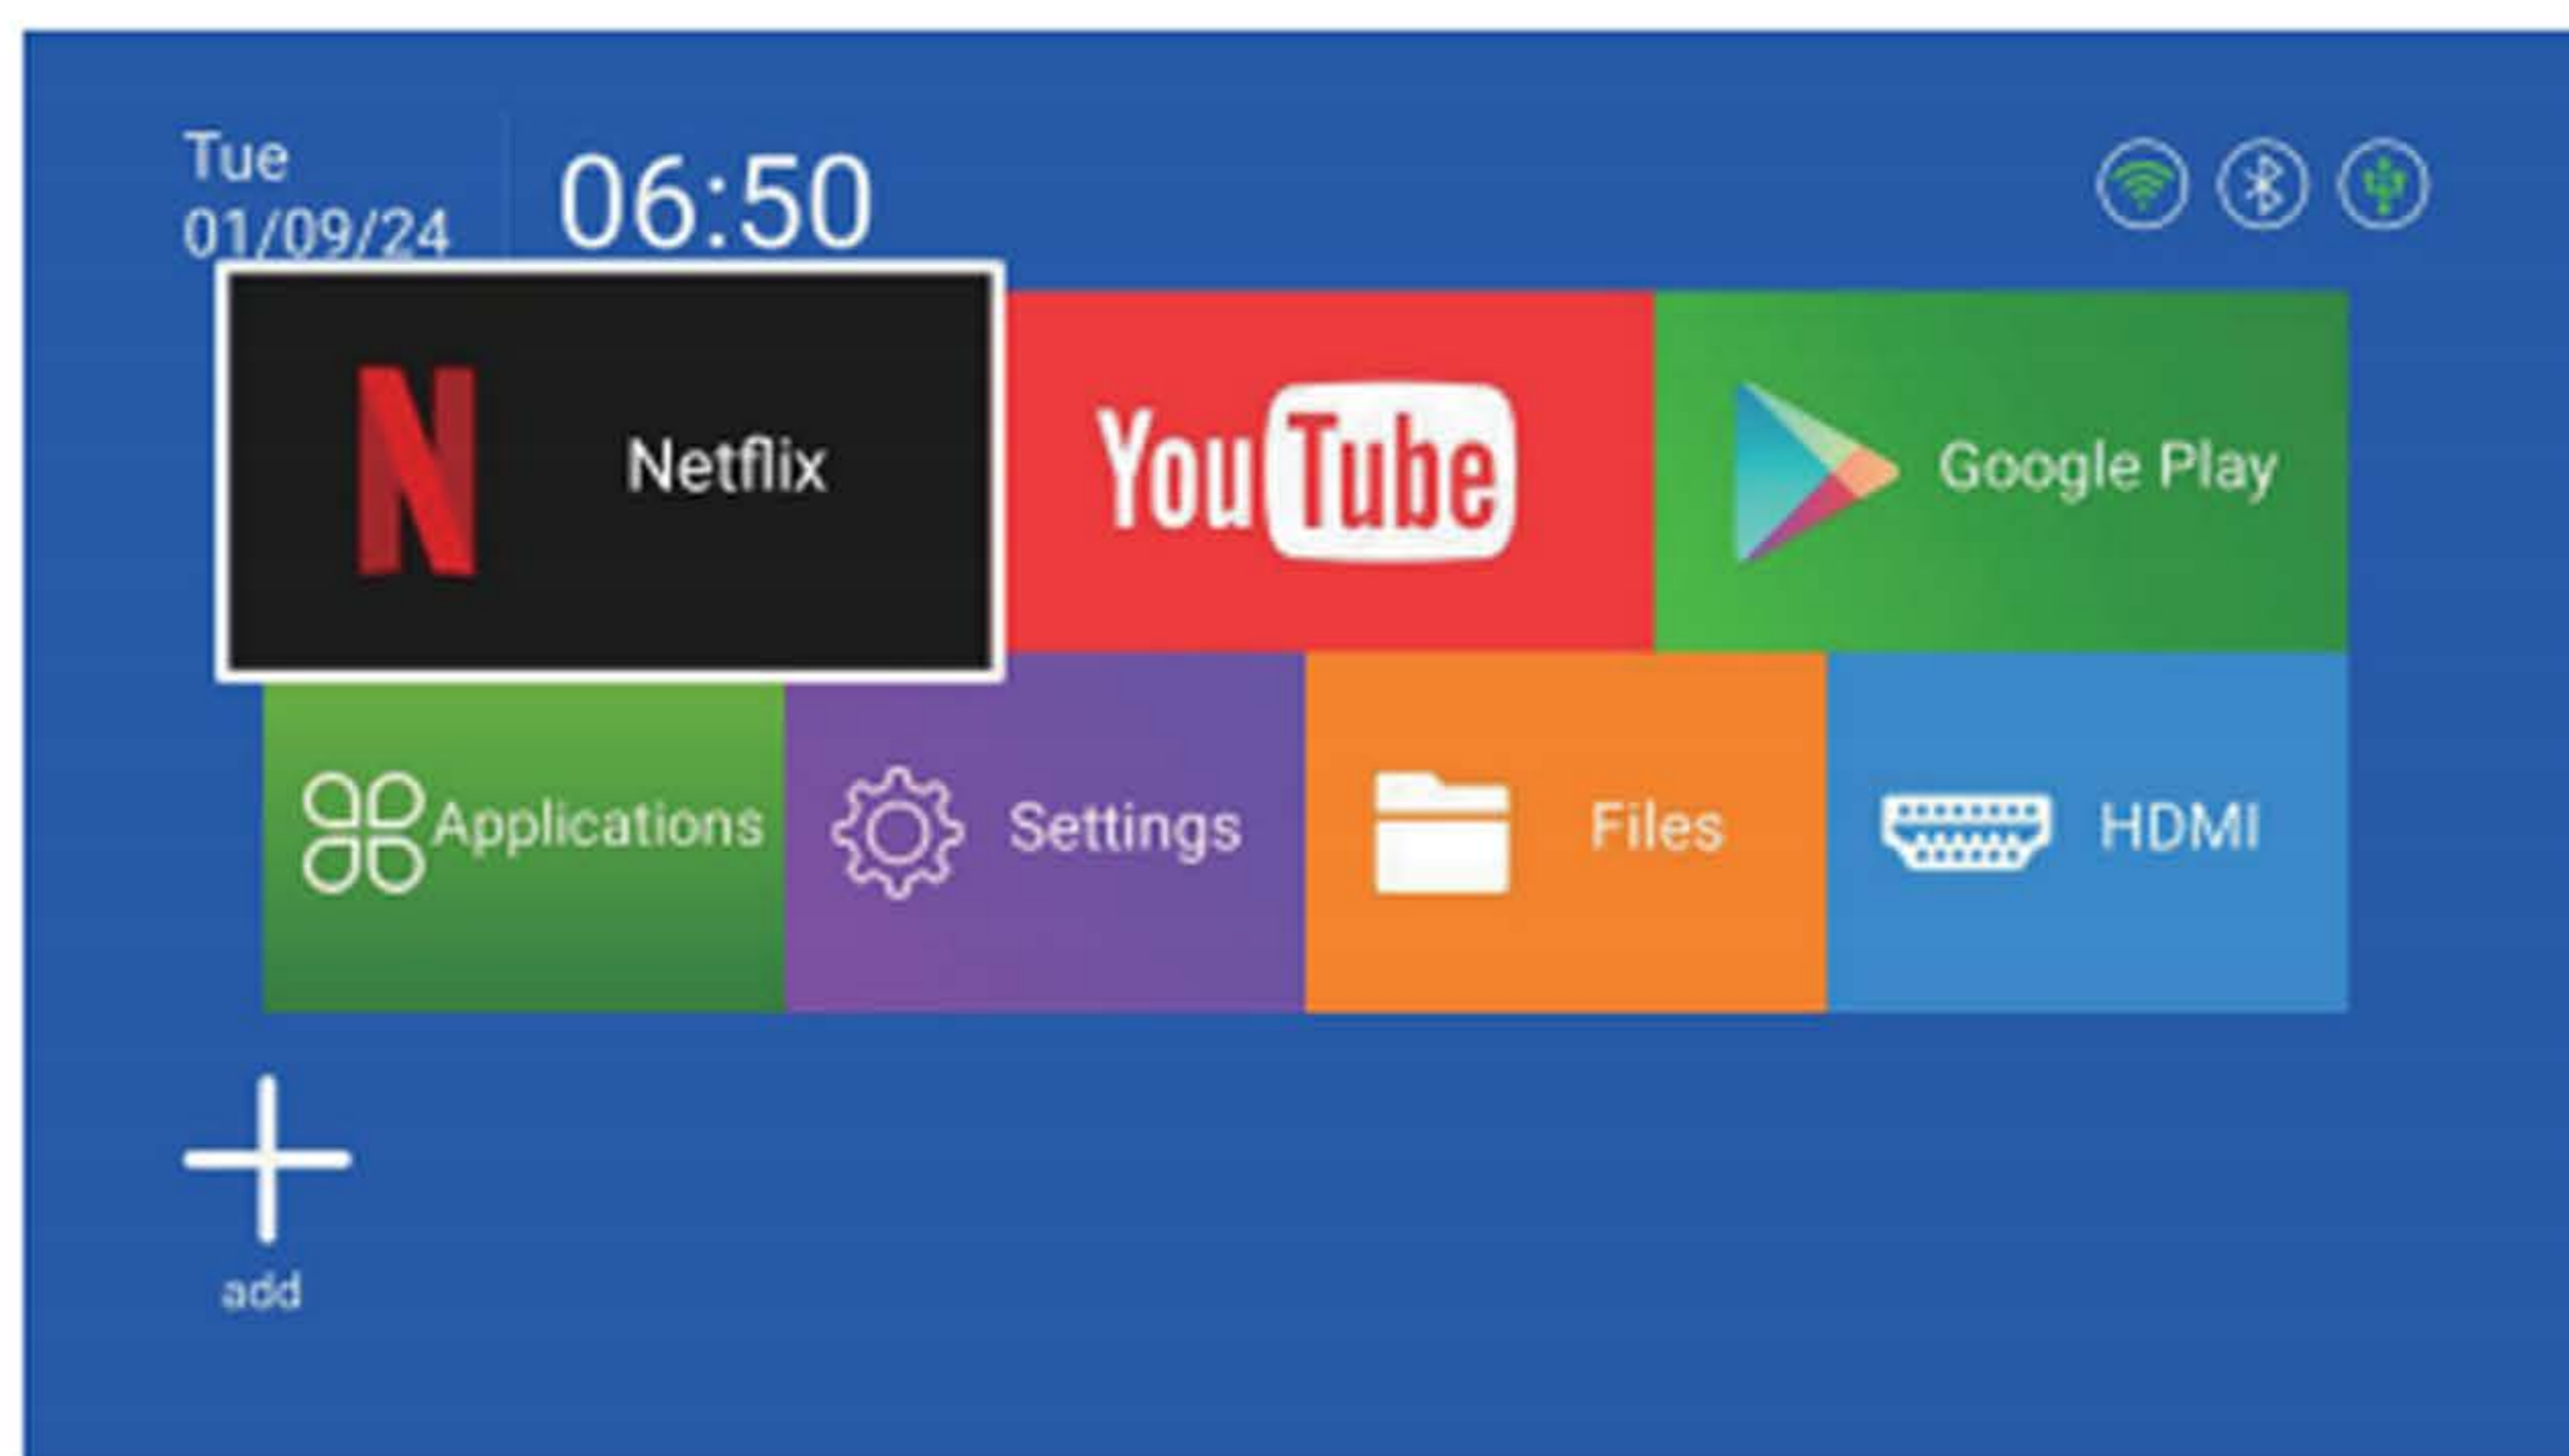 Tue
01/09/24
06:50
N Netflix
YouTube
Google Play
Applications
Settings
Files
HDMI
add